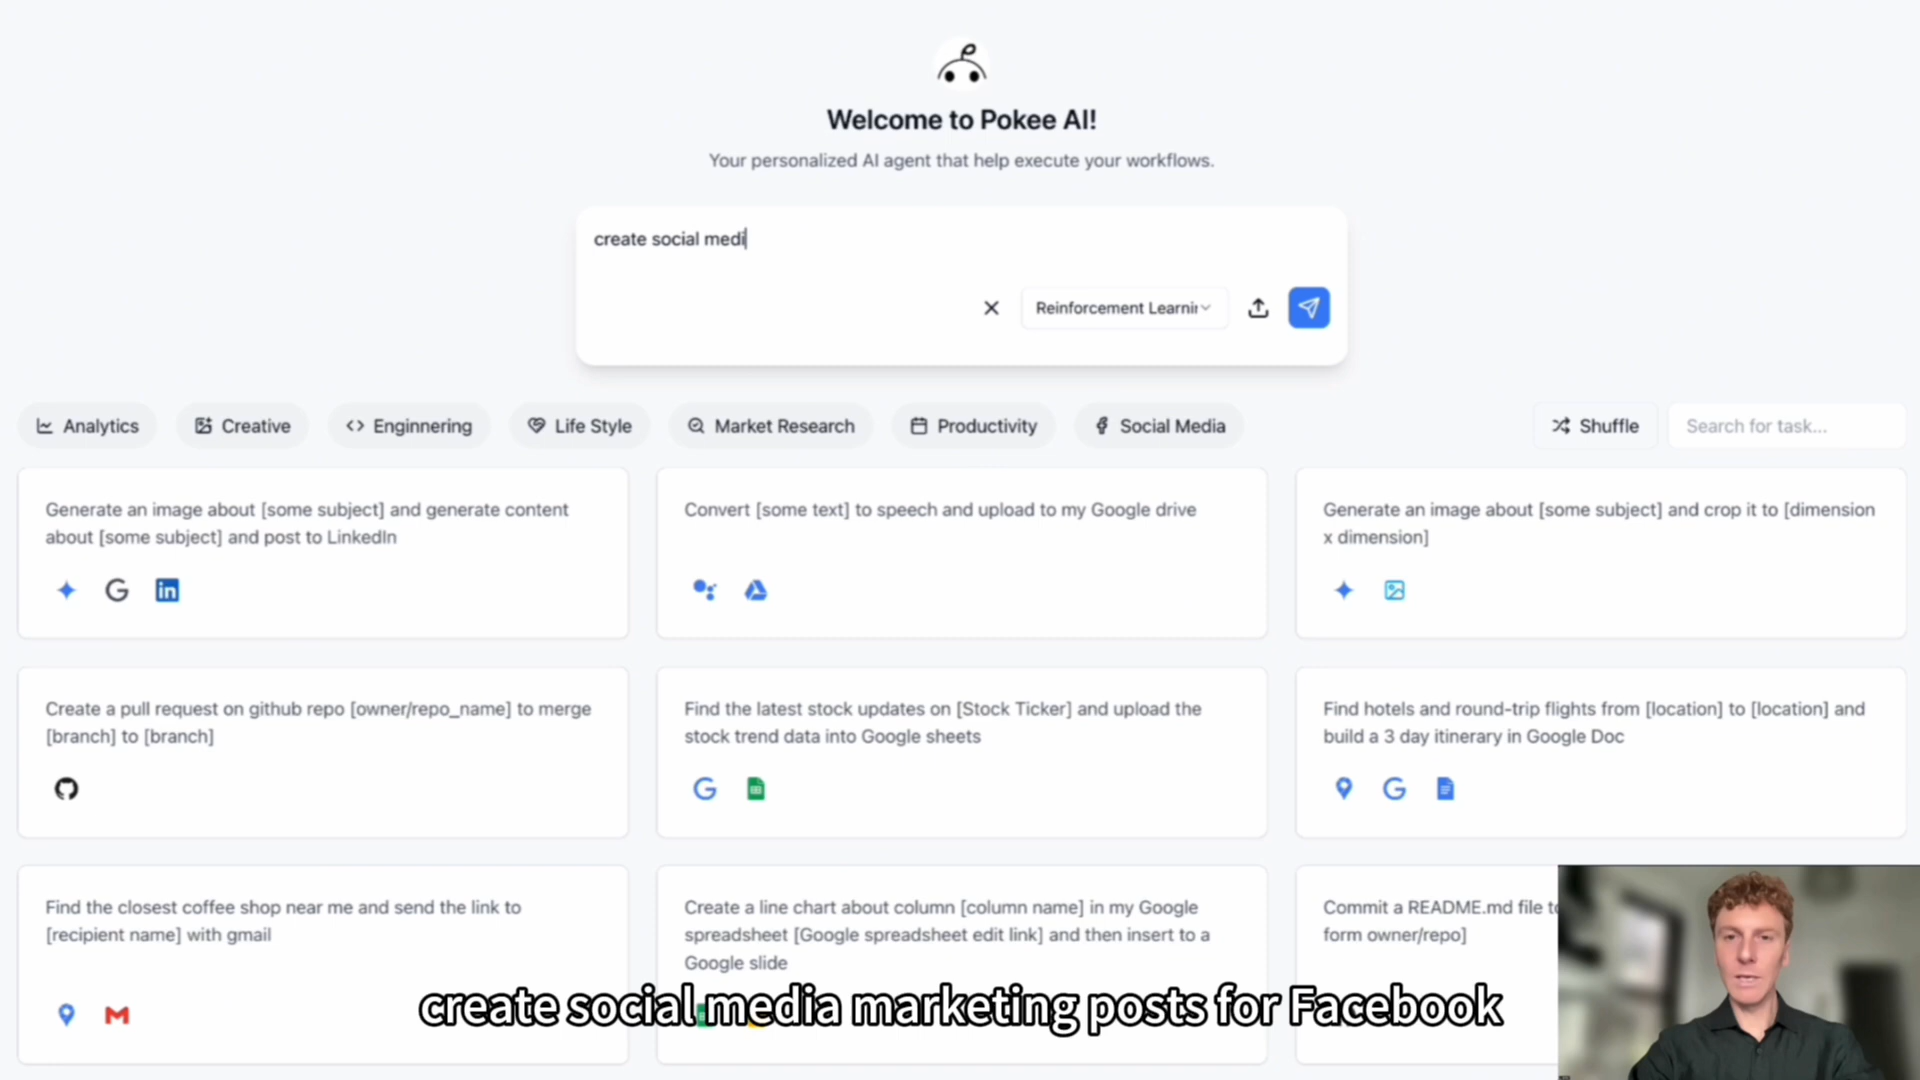 Welcome to Pokee AI!
Your personalized AI agent that help execute your workflows.
create social medi
Reinforcement Learnin
Analytics
Creative
Enginnering
Life Style
Market Research
Productivity
Social Media
Shuffle
Search for task...
Generate an image about [some subject] and generate content
about [some subject] and post to LinkedIn
Convert [some text] to speech and upload to my Google drive
Generate an image about [some subject] and crop it to [dimension
x dimension]
Create a pull request on github repo [owner/repo_name] to merge
[branch] to [branch]
Find the latest stock updates on [Stock Ticker] and upload the
stock trend data into Google sheets
Find hotels and round-trip flights from [location] to [location] and
build a 3 day itinerary in Google Doc
Find the closest coffee shop near me and send the link to
[recipient name] with gmail
Create a line chart about column [column name] in my Google
spreadsheet [Google spreadsheet edit link] and then insert to a
Google slide
Commit a README.md file to
form owner/repo]
create social media marketing posts for Facebook